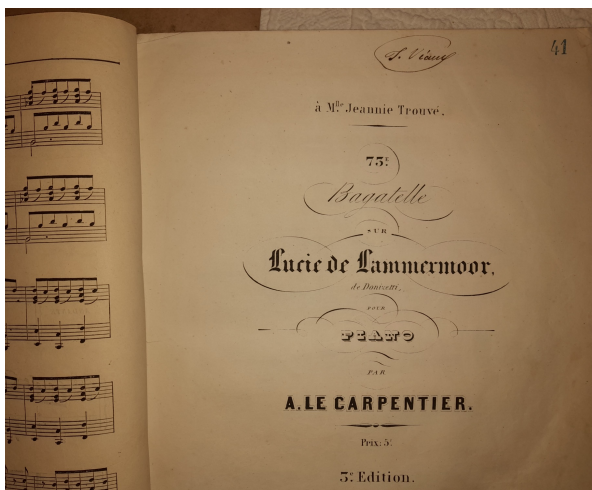 41
à Mlle Jeannie Trouvé.
73e
Bagatelle
SUR
Lucie de Lammermoor,
de Donizetti,
POUR
PIANO
PAR
A. LE CARPENTIER.
Prix: 5f
3e Edition.